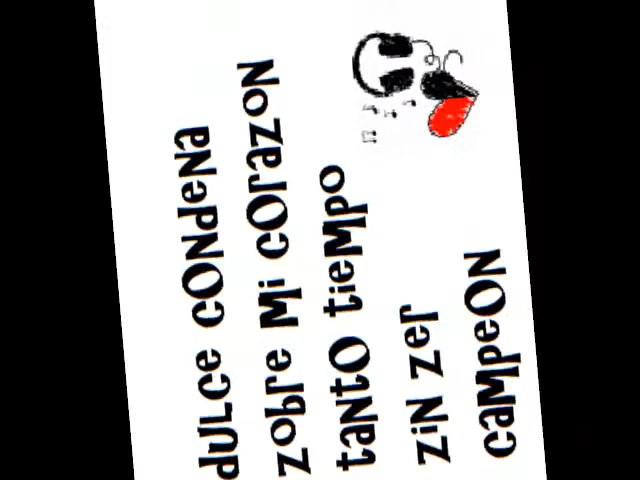 dULCE CONdENa
ZObrE Mi COraZON
taNtO tiEMpO
ZiN ZEr
CaMpEON